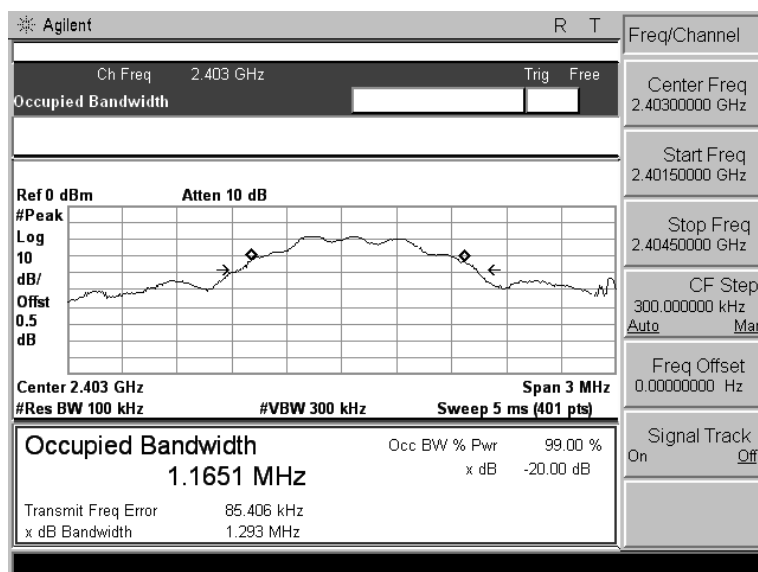 Agilent R T
Ch Freq 2.403 GHz Trig Free
Occupied Bandwidth
Ref 0 dBm Atten 10 dB
#Peak
Log
10
dB/
Offst
0.5
dB
Center 2.403 GHz Span 3 MHz
#Res BW 100 kHz #VBW 300 kHz Sweep 5 ms (401 pts)
Occupied Bandwidth
1.1651 MHz
Occ BW % Pwr 99.00 %
x dB -20.00 dB
Transmit Freq Error 85.406 kHz
x dB Bandwidth 1.293 MHz
Freq/Channel
Center Freq
2.40300000 GHz
Start Freq
2.40150000 GHz
Stop Freq
2.40450000 GHz
CF Step
300.000000 kHz
Auto Mar
Freq Offset
0.00000000 Hz
Signal Track
On Off